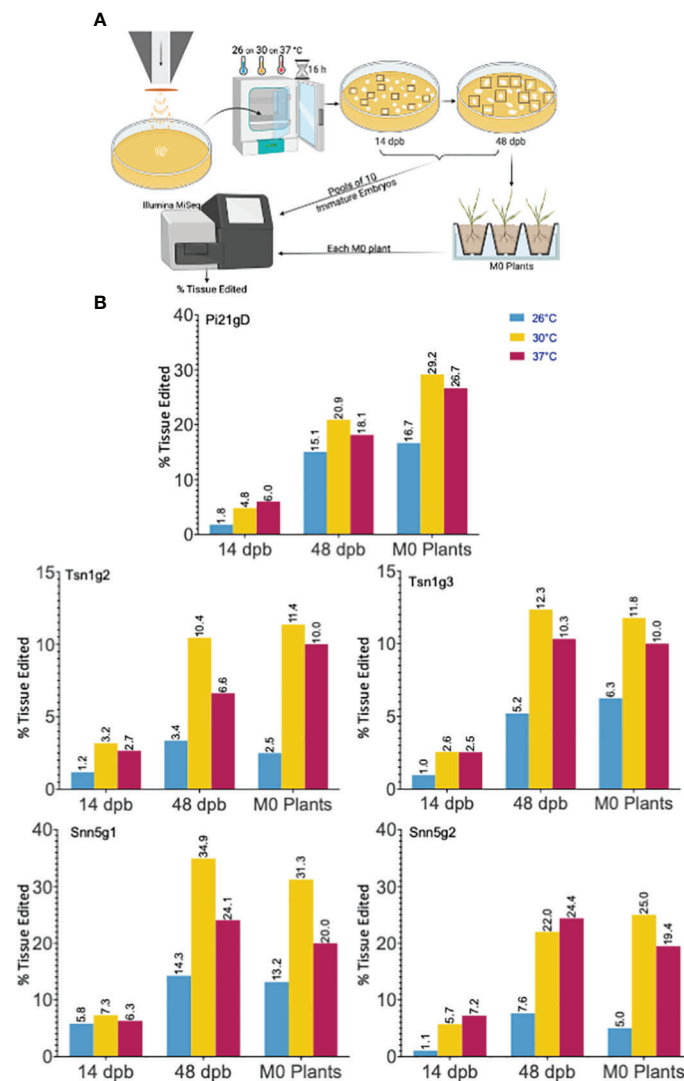 A
26 on 30 on 37 °C
16 h
14 dpb
48 dpb
Pools of 10
Immature Embryos
Illumina MiSeq
Each M0 plant
M0 Plants
% Tissue Edited
B
Pi21gD
26°C
30°C
37°C
% Tissue Edited
40
30
20
10
0
1.8
4.8
6.0
15.1
20.9
18.1
16.7
29.2
26.7
14 dpb
48 dpb
M0 Plants
Tsn1g2
% Tissue Edited
15
10
5
0
1.2
3.2
2.7
3.4
10.4
6.6
2.5
11.4
10.0
14 dpb
48 dpb
M0 Plants
Tsn1g3
% Tissue Edited
15
10
5
0
1.0
2.6
2.5
5.2
12.3
10.3
6.3
11.8
10.0
14 dpb
48 dpb
M0 Plants
Snn5g1
% Tissue Edited
40
30
20
10
0
5.8
7.3
6.3
14.3
34.9
24.1
13.2
31.3
20.0
14 dpb
48 dpb
M0 Plants
Snn5g2
% Tissue Edited
40
30
20
10
0
1.1
5.7
7.2
7.6
22.0
24.4
5.0
25.0
19.4
14 dpb
48 dpb
M0 Plants